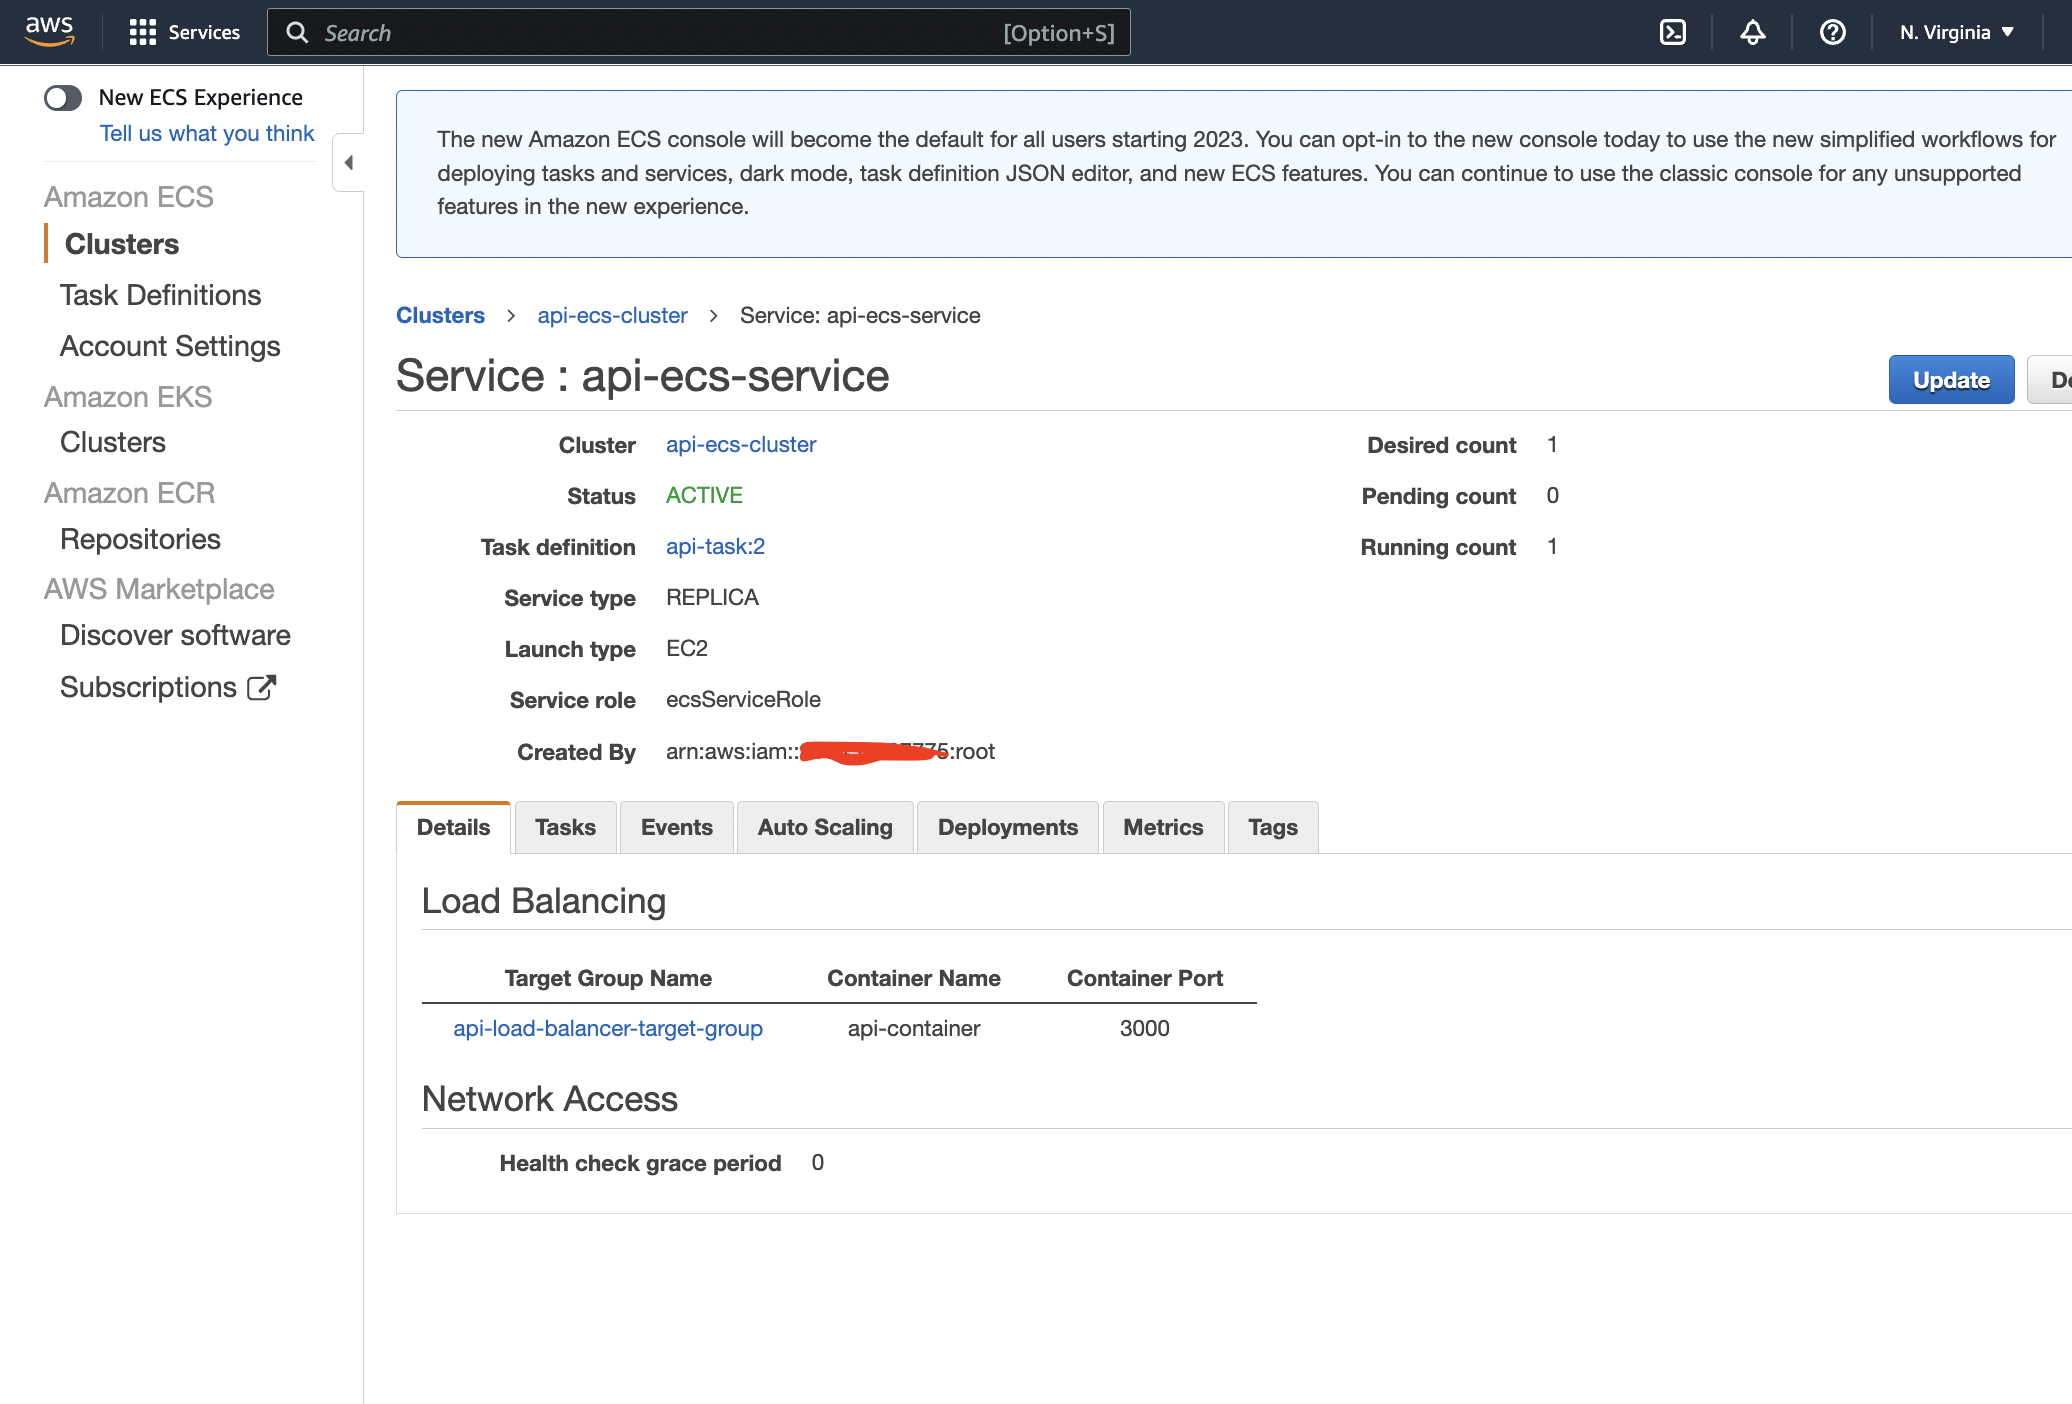 aws
Services
Search
[Option+S]
N. Virginia
New ECS Experience
Tell us what you think
Amazon ECS
Clusters
Task Definitions
Account Settings
Amazon EKS
Clusters
Amazon ECR
Repositories
AWS Marketplace
Discover software
Subscriptions
The new Amazon ECS console will become the default for all users starting 2023. You can opt-in to the new console today to use the new simplified workflows for
deploying tasks and services, dark mode, task definition JSON editor, and new ECS features. You can continue to use the classic console for any unsupported
features in the new experience.
Clusters > api-ecs-cluster > Service: api-ecs-service
Service : api-ecs-service
Update
Cluster api-ecs-cluster
Status ACTIVE
Task definition api-task:2
Service type REPLICA
Launch type EC2
Service role ecsServiceRole
Created By arn:aws:iam:: :root
Desired count 1
Pending count 0
Running count 1
Details
Tasks
Events
Auto Scaling
Deployments
Metrics
Tags
Load Balancing
Target Group Name Container Name Container Port
api-load-balancer-target-group api-container 3000
Network Access
Health check grace period 0